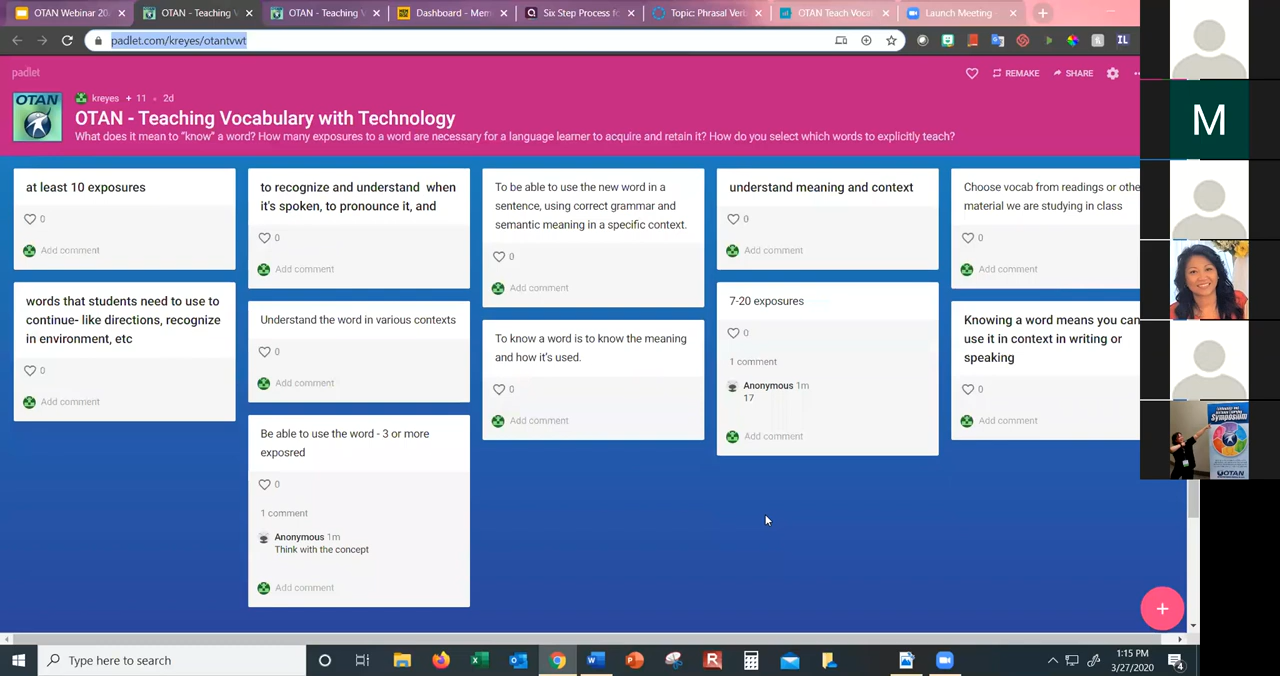 OTAN Webinar 20
OTAN - Teaching V
OTAN - Teaching V
Dashboard - Mem
Six Step Process f
Topic: Phrasal Verb
OTAN Teach Voca
Launch Meeting -
padlet.com/kreyes/otantvwt
IL
padlet
REMAKE
SHARE
OTAN
kreyes + 11 • 2d
OTAN - Teaching Vocabulary with Technology
What does it mean to "know" a word? How many exposures to a word are necessary for a language learner to acquire and retain it? How do you select which words to explicitly teach?
at least 10 exposures
0
Add comment
words that students need to use to
continue- like directions, recognize
in environment, etc
0
Add comment
to recognize and understand when
it's spoken, to pronounce it, and
0
Add comment
Understand the word in various contexts
0
Add comment
Be able to use the word - 3 or more
exposred
0
1 comment
Anonymous 1m
Think with the concept
Add comment
To be able to use the new word in a
sentence, using correct grammar and
semantic meaning in a specific context.
0
Add comment
To know a word is to know the meaning
and how it's used.
0
Add comment
understand meaning and context
0
Add comment
7-20 exposures
0
1 comment
Anonymous 1m
17
Add comment
Choose vocab from readings or othe
material we are studying in class
0
Add comment
Knowing a word means you can
use it in context in writing or
speaking
0
Add comment
M
Symposium
OTAN
Type here to search
1:15 PM
3/27/2020
4